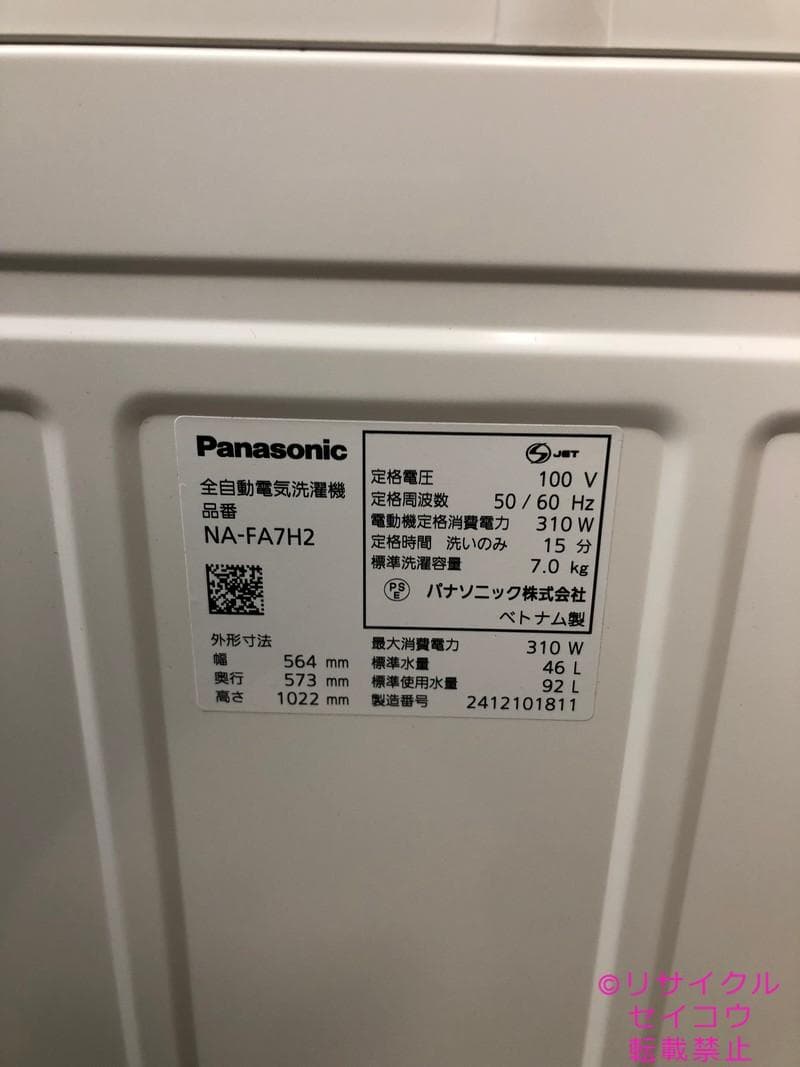 Panasonic
全自動電気洗濯機
品番
NA-FA7H2
外形寸法
幅 564 mm
奥行 573 mm
高さ 1022 mm
S JET
定格電圧 100 V
定格周波数 50 / 60 Hz
電動機定格消費電力 310 W
定格時間 洗いのみ 15 分
標準洗濯容量 7.0 kg
PS
E パナソニック株式会社
ベトナム製
最大消費電力 310 W
標準水量 46 L
標準使用水量 92 L
製造番号 2412101811
©リサイクル
セイコウ
転載禁止